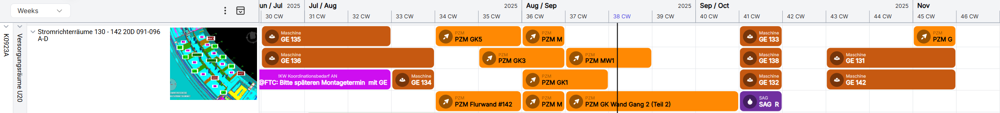 Weeks
un / Jul 2025 Jul / Aug 2025 Aug / Sep 2025 Sep / Oct 2025 Nov
30 CW 31 CW 32 CW 33 CW 34 CW 35 CW 36 CW 37 CW 38 CW 39 CW 40 CW 41 CW 42 CW 43 CW 44 CW 45 CW 46 CW
K0923A
Versorgungsräume U20
Stromrichterräume 130 - 142 20D 091-096
A-D
Maschine
GE 135
PZM
PZM GK5
PZM
PZM M
Maschine
GE 133
PZM
PZM G
Maschine
GE 136
PZM
PZM GK3
PZM
PZM MW1
Maschine
GE 138
Maschine
GE 131
!KW Koordinationsbedarf AN
@FTC: Bitte späteren Montagetermin mit GE
Maschine
GE 134
PZM
PZM GK1
Maschine
GE 132
Maschine
GE 142
PZM
PZM Flurwand #142
PZM
PZM M
PZM
PZM GK Wand Gang 2 (Teil 2)
SAG
SAG R